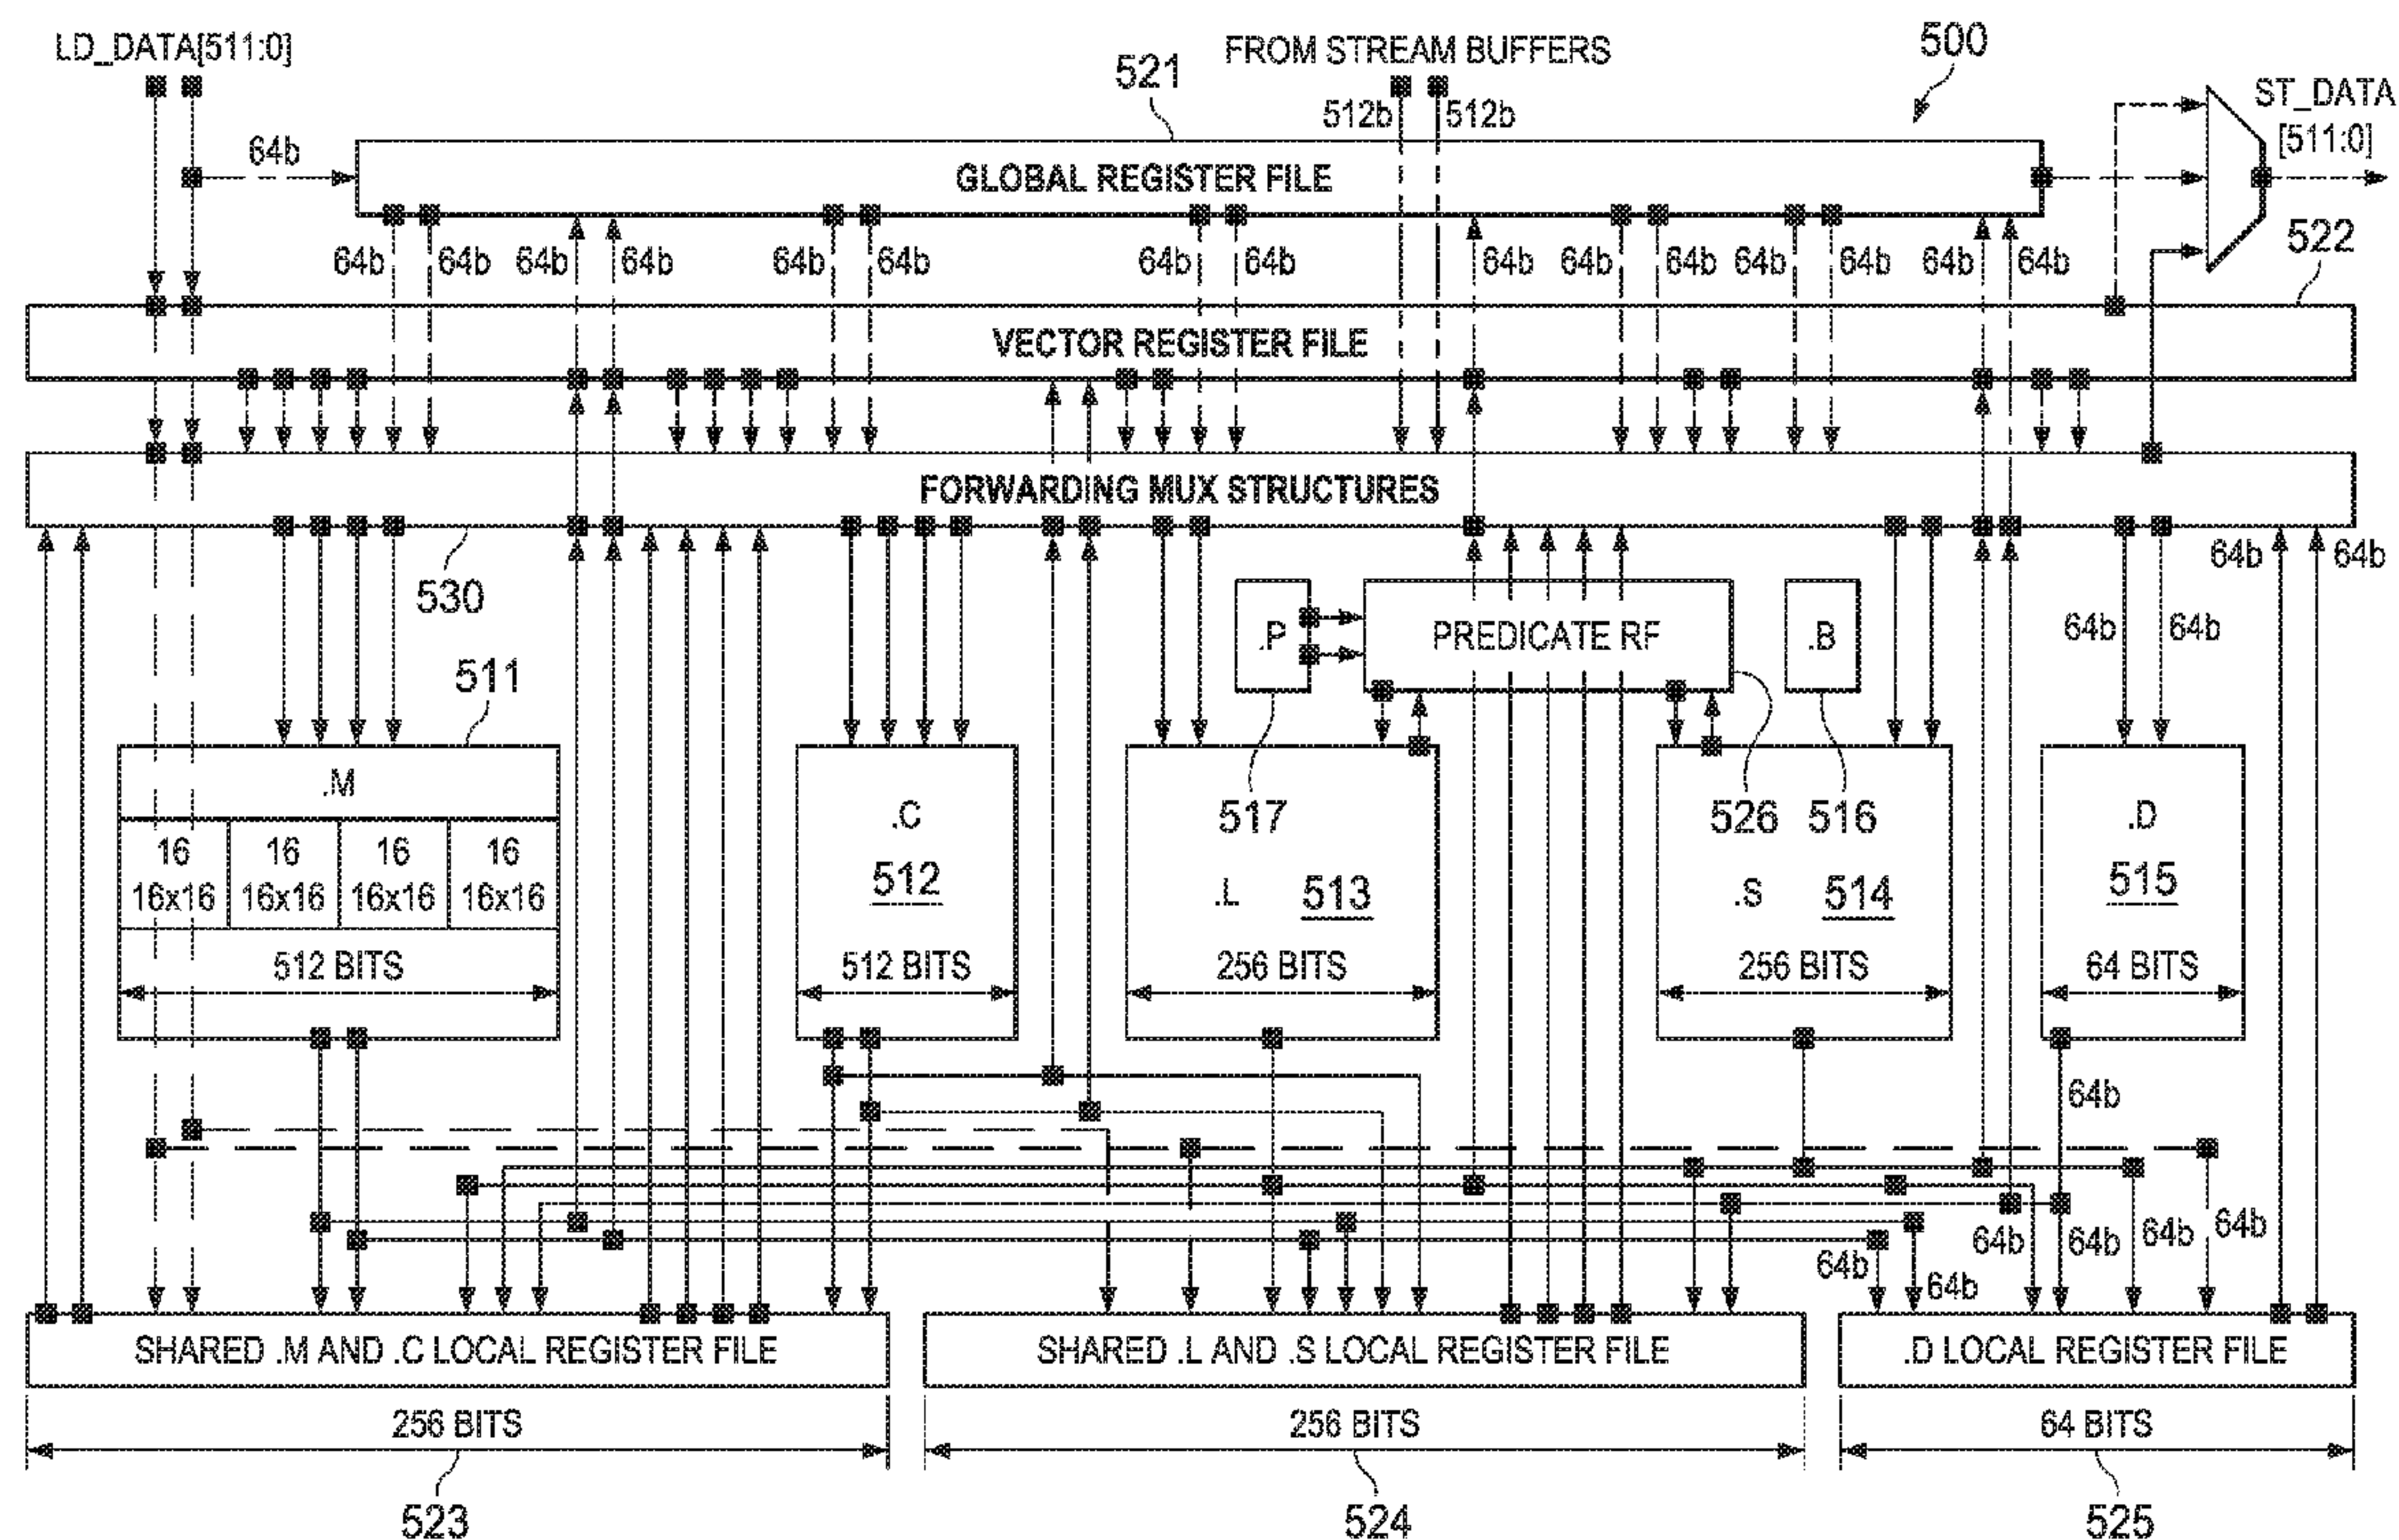 LD_DATA[511:0]
FROM STREAM BUFFERS
500
521
512b 512b
ST_DATA
[511:0]
64b
GLOBAL REGISTER FILE
522
64b 64b 64b 64b 64b 64b 64b 64b 64b 64b 64b 64b 64b 64b 64b
VECTOR REGISTER FILE
FORWARDING MUX STRUCTURES
530
64b 64b
.P
PREDICATE RF
.B
64b 64b
511
517
526
516
.M
16 16 16 16
16x16 16x16 16x16 16x16
512 BITS
.C
512
512 BITS
.L 513
256 BITS
.S 514
256 BITS
.D
515
64 BITS
64b
64b 64b 64b 64b 64b 64b
SHARED .M AND .C LOCAL REGISTER FILE
SHARED .L AND .S LOCAL REGISTER FILE
.D LOCAL REGISTER FILE
256 BITS
256 BITS
64 BITS
523
524
525